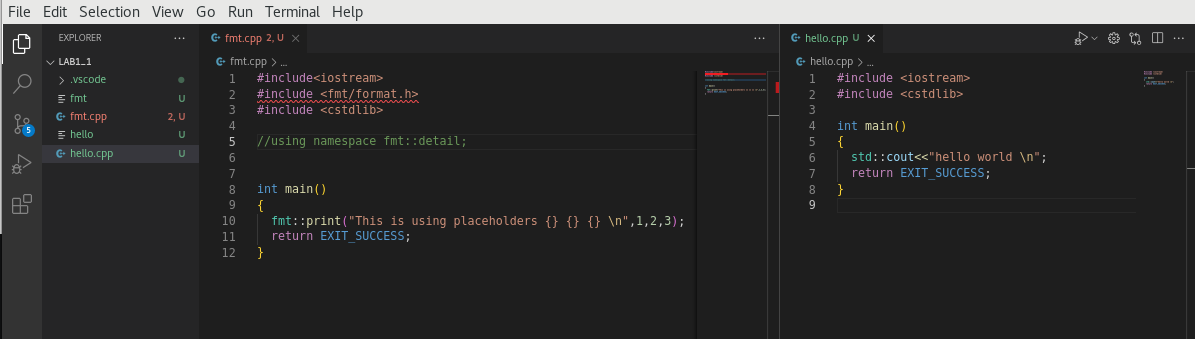 File Edit Selection View Go Run Terminal Help
EXPLORER ...
LAB1_1
.vscode
fmt U
fmt.cpp 2, U
hello U
hello.cpp U
5
fmt.cpp 2, U ...
fmt.cpp > ...
1 #include<iostream>
2 #include <fmt/format.h>
3 #include <cstdlib>
4
5 //using namespace fmt::detail;
6
7
8 int main()
9 {
10 fmt::print("This is using placeholders {} {} {} \n",1,2,3);
11 return EXIT_SUCCESS;
12 }
hello.cpp U ...
hello.cpp > ...
1 #include <iostream>
2 #include <cstdlib>
3
4 int main()
5 {
6 std::cout<<"hello world \n";
7 return EXIT_SUCCESS;
8 }
9